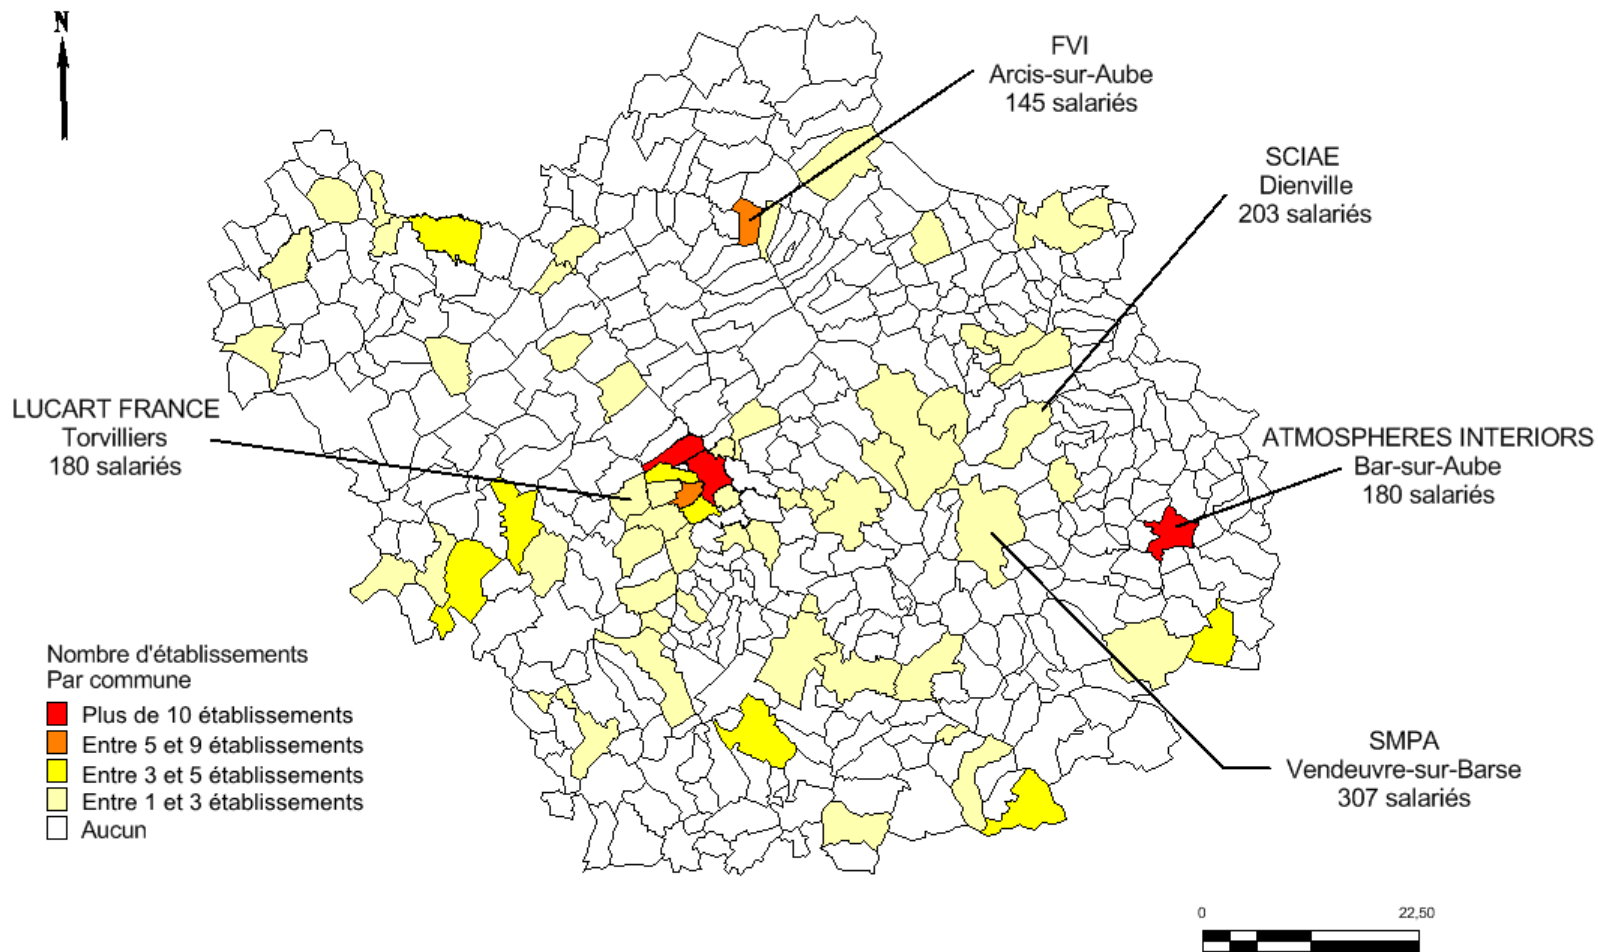 N
FVI
Arcis-sur-Aube
145 salariés
SCIAE
Dienville
203 salariés
LUCART FRANCE
Torvilliers
180 salariés
ATMOSPHERES INTERIORS
Bar-sur-Aube
180 salariés
Nombre d'établissements
Par commune
Plus de 10 établissements
Entre 5 et 9 établissements
Entre 3 et 5 établissements
Entre 1 et 3 établissements
Aucun
SMPA
Vendeuvre-sur-Barse
307 salariés
0 22,50